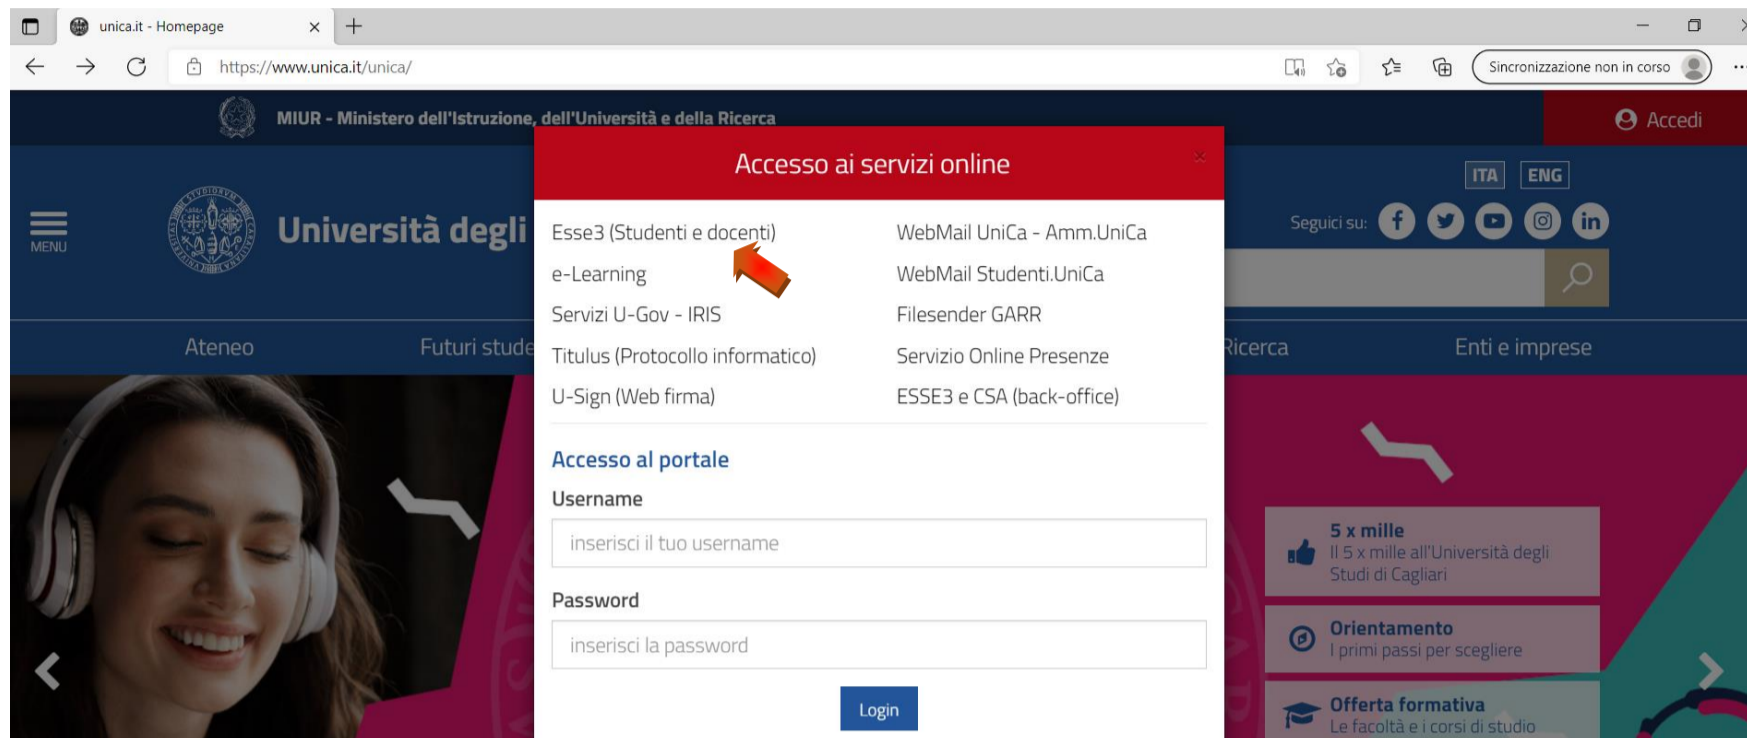 unica.it - Homepage
https://www.unica.it/unica/
Sincronizzazione non in corso
MIUR - Ministero dell'Istruzione, dell'Università e della Ricerca
Accedi
Accesso ai servizi online
×
ITA ENG
MENU
Università degli
Seguici su:
Esse3 (Studenti e docenti)
WebMail UniCa - Amm.UniCa
e-Learning
WebMail Studenti.UniCa
Servizi U-Gov - IRIS
Filesender GARR
Titulus (Protocollo informatico)
Servizio Online Presenze
U-Sign (Web firma)
ESSE3 e CSA (back-office)
Ateneo
Futuri stude
Ricerca
Enti e imprese
Accesso al portale
Username
inserisci il tuo username
Password
inserisci la password
Login
5 x mille
Il 5 x mille all'Università degli
Studi di Cagliari
Orientamento
I primi passi per scegliere
Offerta formativa
Le facoltà e i corsi di studio